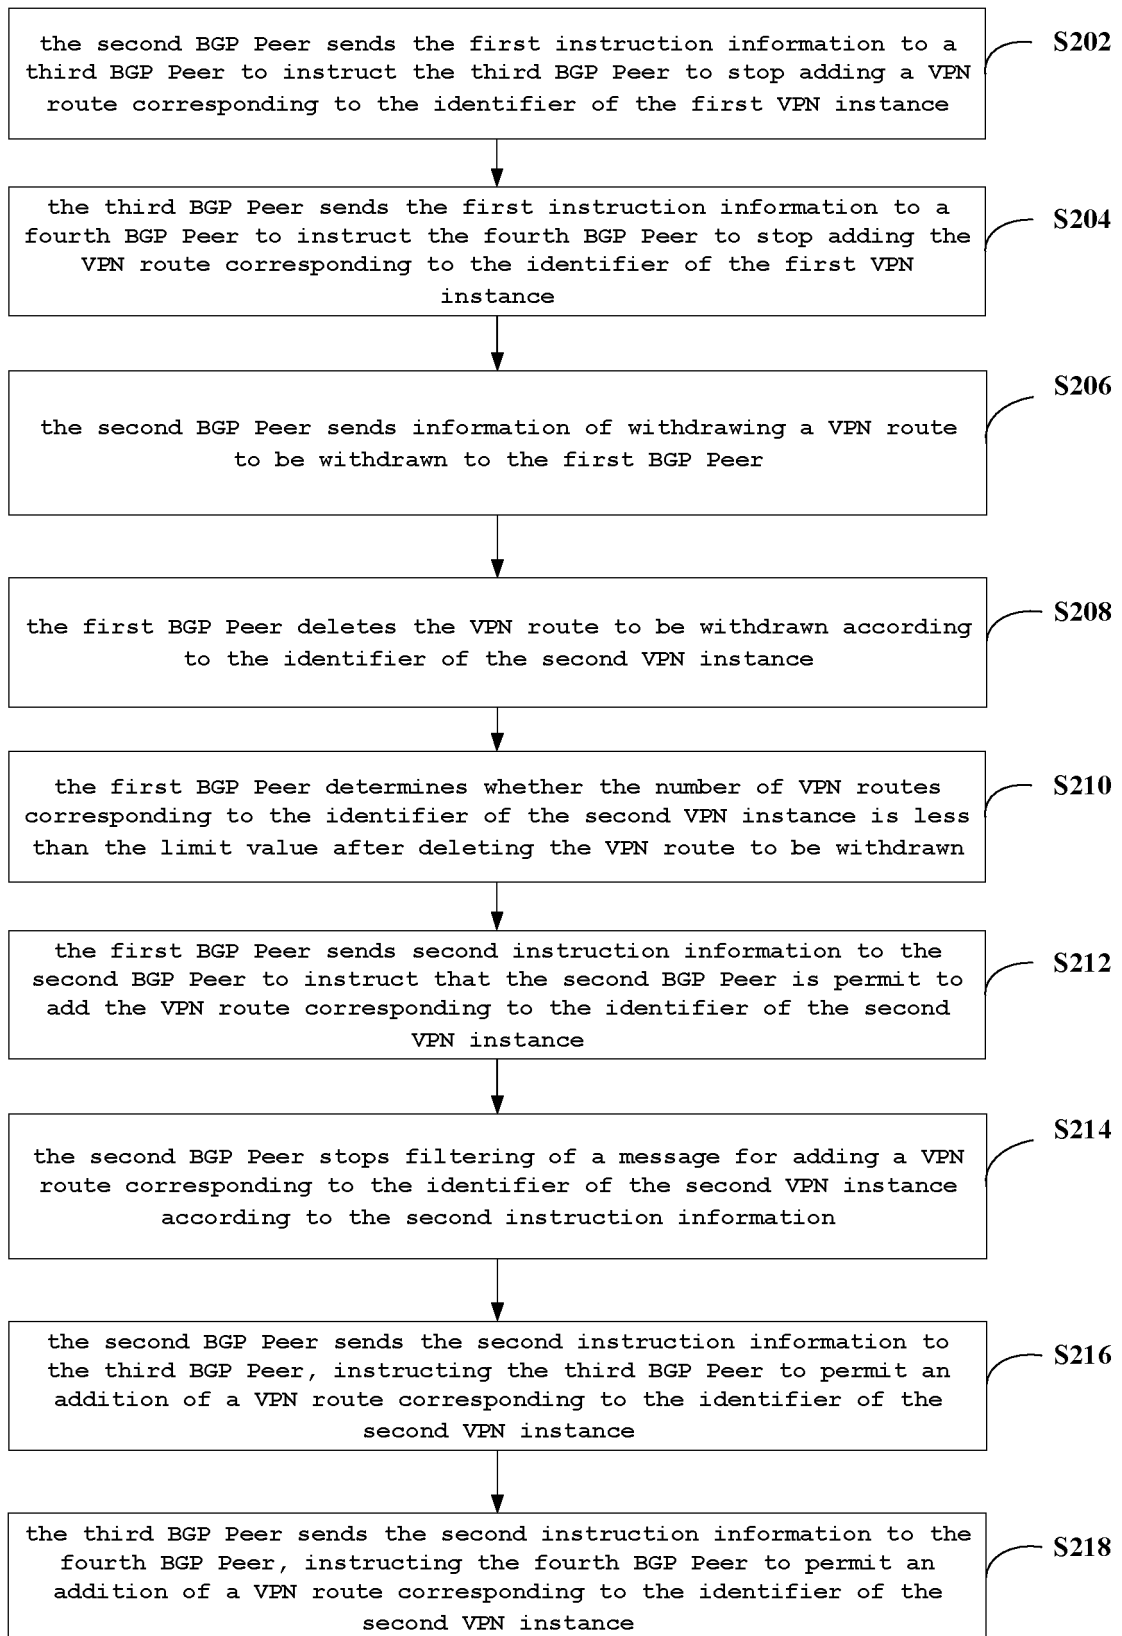 the second BGP Peer sends the first instruction information to a
third BGP Peer to instruct the third BGP Peer to stop adding a VPN
route corresponding to the identifier of the first VPN instance
S202
the third BGP Peer sends the first instruction information to a
fourth BGP Peer to instruct the fourth BGP Peer to stop adding the
VPN route corresponding to the identifier of the first VPN
instance
S204
the second BGP Peer sends information of withdrawing a VPN route
to be withdrawn to the first BGP Peer
S206
the first BGP Peer deletes the VPN route to be withdrawn according
to the identifier of the second VPN instance
S208
the first BGP Peer determines whether the number of VPN routes
corresponding to the identifier of the second VPN instance is less
than the limit value after deleting the VPN route to be withdrawn
S210
the first BGP Peer sends second instruction information to the
second BGP Peer to instruct that the second BGP Peer is permit to
add the VPN route corresponding to the identifier of the second
VPN instance
S212
the second BGP Peer stops filtering of a message for adding a VPN
route corresponding to the identifier of the second VPN instance
according to the second instruction information
S214
the second BGP Peer sends the second instruction information to
the third BGP Peer, instructing the third BGP Peer to permit an
addition of a VPN route corresponding to the identifier of the
second VPN instance
S216
the third BGP Peer sends the second instruction information to the
fourth BGP Peer, instructing the fourth BGP Peer to permit an
addition of a VPN route corresponding to the identifier of the
second VPN instance
S218